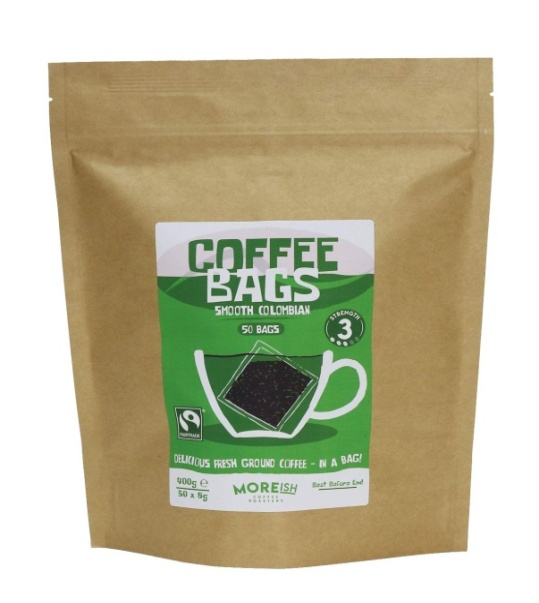 COFFEE
BAGS
SMOOTH COLOMBIAN
50 BAGS
STRENGTH
3
FAIRTRADE
DELICIOUS FRESH GROUND COFFEE - IN A BAG!
400g ℮
50 x 8g
MOREISH
COFFEE
ROASTERS
Best Before End